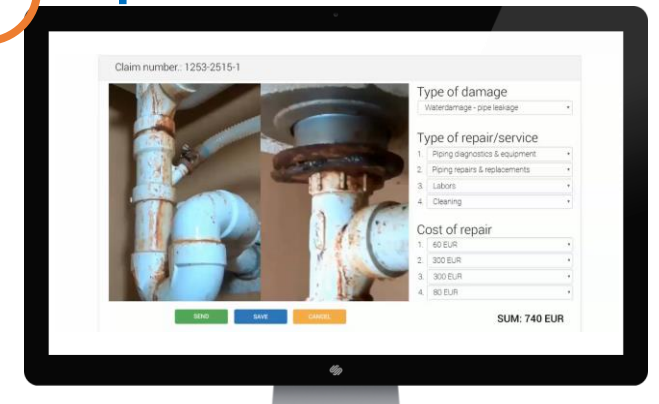 Claim number.: 1253-2515-1
Type of damage
Waterdamage - pipe leakage
Type of repair/service
1. Piping diagnostics & equipment
2. Piping repairs & replacements
3. Labors
4. Cleaning
Cost of repair
1. 60 EUR
2. 300 EUR
3. 300 EUR
4. 80 EUR
SEND SAVE CANCEL
SUM: 740 EUR